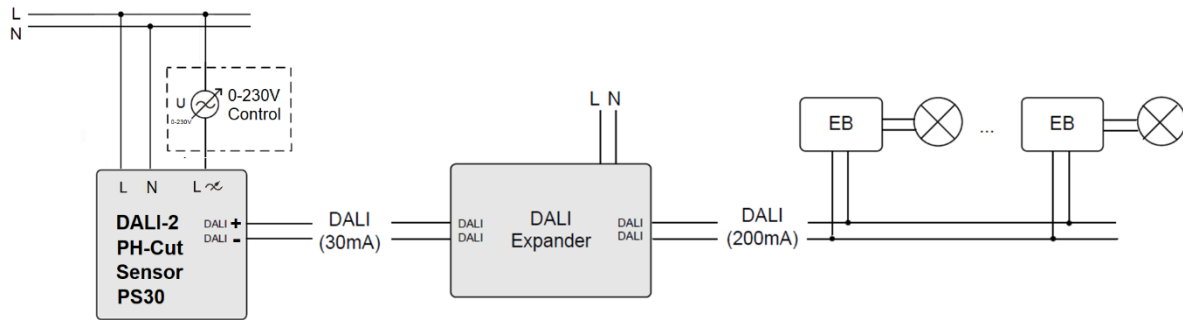 L
N
U
0-230V
0-230V
Control
L N L
DALI-2
PH-Cut
Sensor
PS30
DALI +
DALI -
DALI
(30mA)
L N
DALI
DALI
DALI
Expander
DALI
DALI
DALI
(200mA)
EB
...
EB